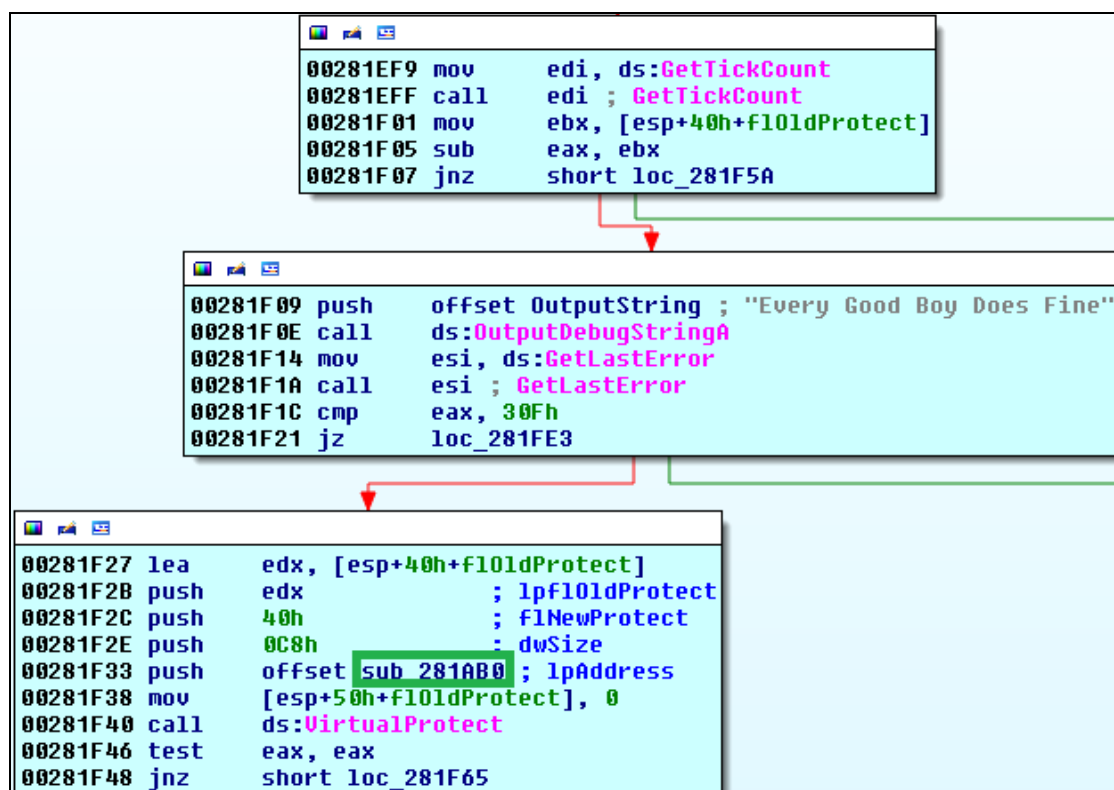 00281EF9 mov edi, ds:GetTickCount
00281EFF call edi ; GetTickCount
00281F01 mov ebx, [esp+40h+flOldProtect]
00281F05 sub eax, ebx
00281F07 jnz short loc_281F5A
00281F09 push offset OutputString ; "Every Good Boy Does Fine"
00281F0E call ds:OutputDebugStringA
00281F14 mov esi, ds:GetLastError
00281F1A call esi ; GetLastError
00281F1C cmp eax, 30Fh
00281F21 jz loc_281FE3
00281F27 lea edx, [esp+40h+flOldProtect]
00281F2B push edx ; lpflOldProtect
00281F2C push 40h ; flNewProtect
00281F2E push 0C8h ; dwSize
00281F33 push offset sub_281AB0 ; lpAddress
00281F38 mov [esp+50h+flOldProtect], 0
00281F40 call ds:VirtualProtect
00281F46 test eax, eax
00281F48 jnz short loc_281F65